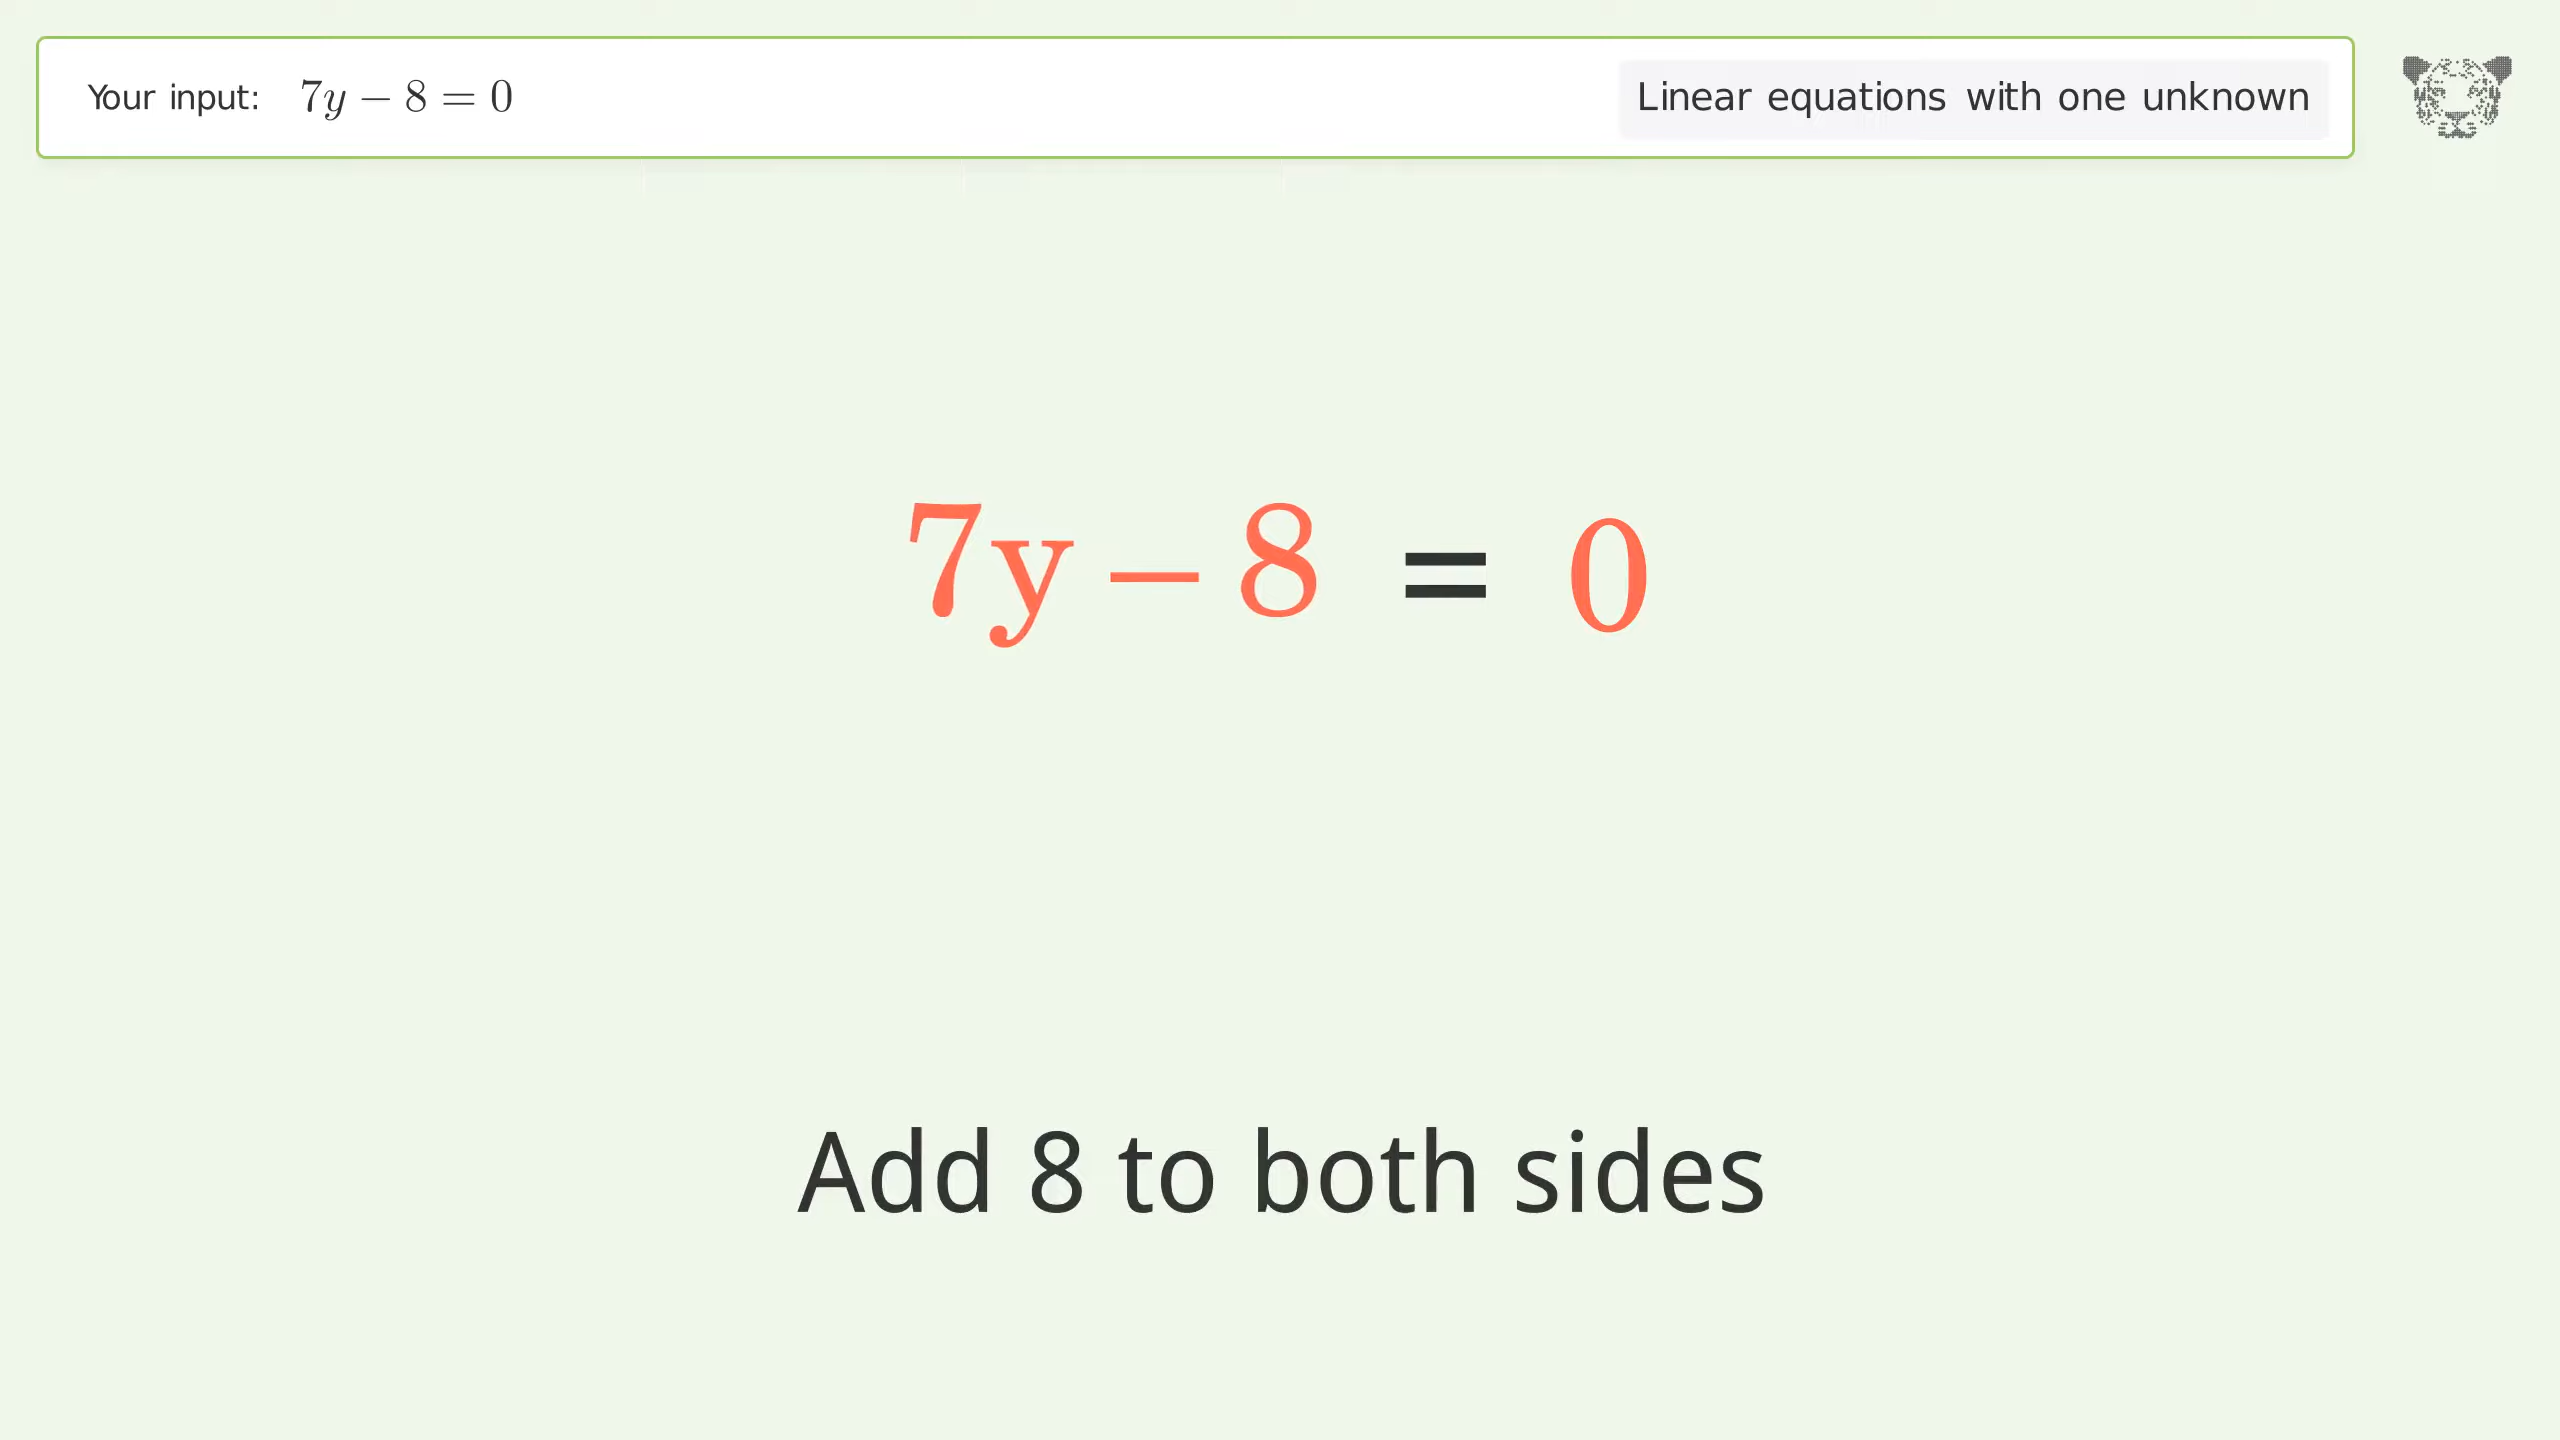 Your input: 7y − 8 = 0
Linear equations with one unknown
7y − 8 = 0
Add 8 to both sides